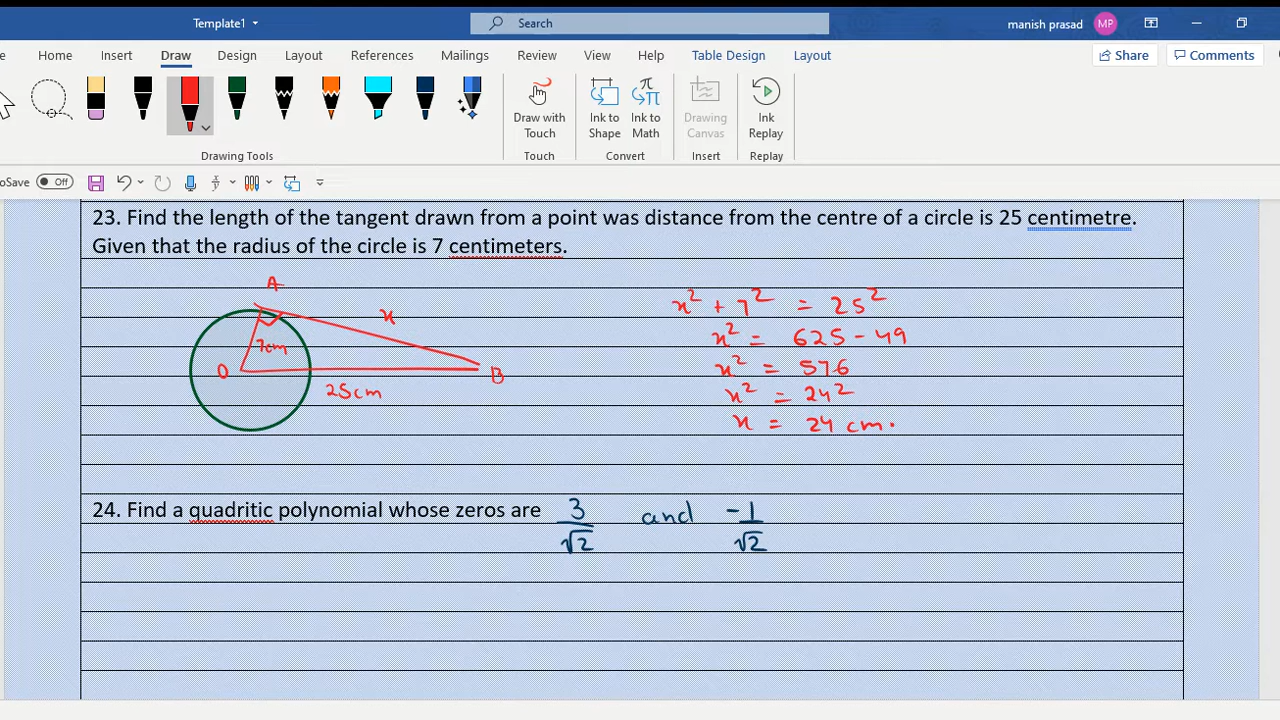 Template1
Search
manish prasad
MP
Home Insert Draw Design Layout References Mailings Review View Help Table Design Layout
Share
Comments
Draw with Touch
Ink to Shape
Ink to Math
Drawing Canvas
Ink Replay
Drawing Tools
Touch
Convert
Insert
Replay
Off
23. Find the length of the tangent drawn from a point was distance from the centre of a circle is 25 centimetre.
Given that the radius of the circle is 7 centimeters.
A
x
7cm
O
B
25cm
x² + 7² = 25²
x² = 625 - 49
x² = 576
x² = 24²
x = 24 cm.
24. Find a quadritic polynomial whose zeros are 3/√2 and -1/√2